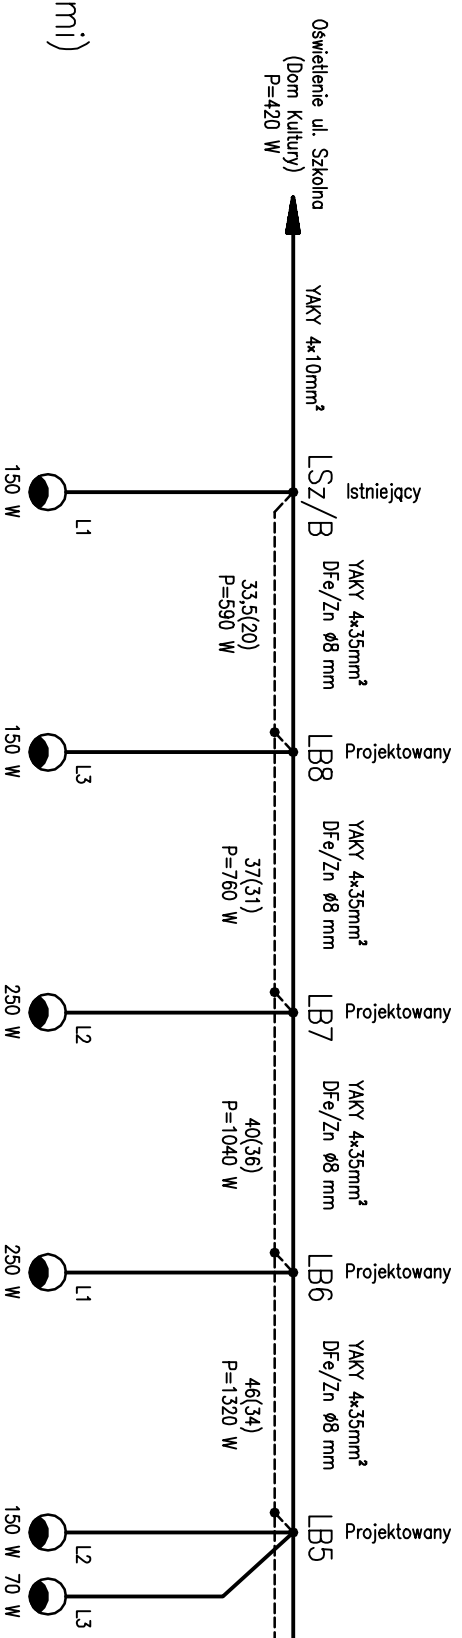 mi)
Oświetlenie ul. Szkolna
(Dom Kultury)
P=420 W
YAKY 4x10mm²
Istniejący
LSz/B
L1
150 W
YAKY 4x35mm²
DFe/Zn ø8 mm
33,5(20)
P=590 W
Projektowany
LB8
L3
150 W
YAKY 4x35mm²
DFe/Zn ø8 mm
37(31)
P=760 W
Projektowany
LB7
L2
250 W
YAKY 4x35mm²
DFe/Zn ø8 mm
40(36)
P=1040 W
Projektowany
LB6
L1
250 W
YAKY 4x35mm²
DFe/Zn ø8 mm
46(34)
P=1320 W
Projektowany
LB5
L2
150 W
L3
70 W